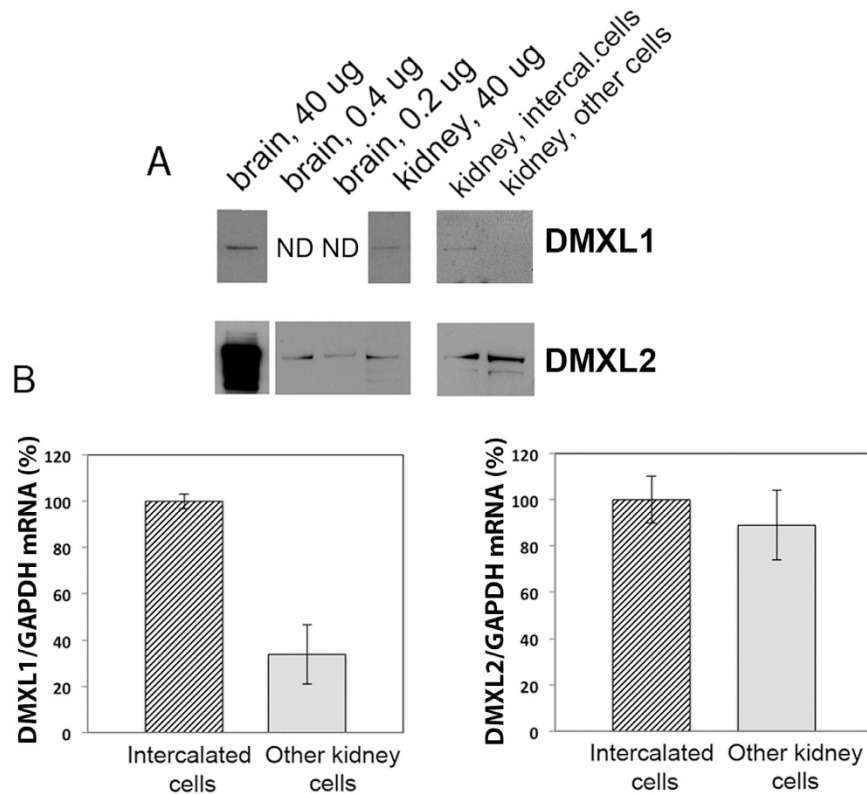 A
brain, 40 ug
brain, 0.4 ug
brain, 0.2 ug
kidney, 40 ug
kidney, intercal.cells
kidney, other cells
ND ND
DMXL1
DMXL2
B
DMXL1/GAPDH mRNA (%)
120
100
80
60
40
20
0
Intercalated
cells
Other kidney
cells
DMXL2/GAPDH mRNA (%)
120
100
80
60
40
20
0
Intercalated
cells
Other kidney
cells